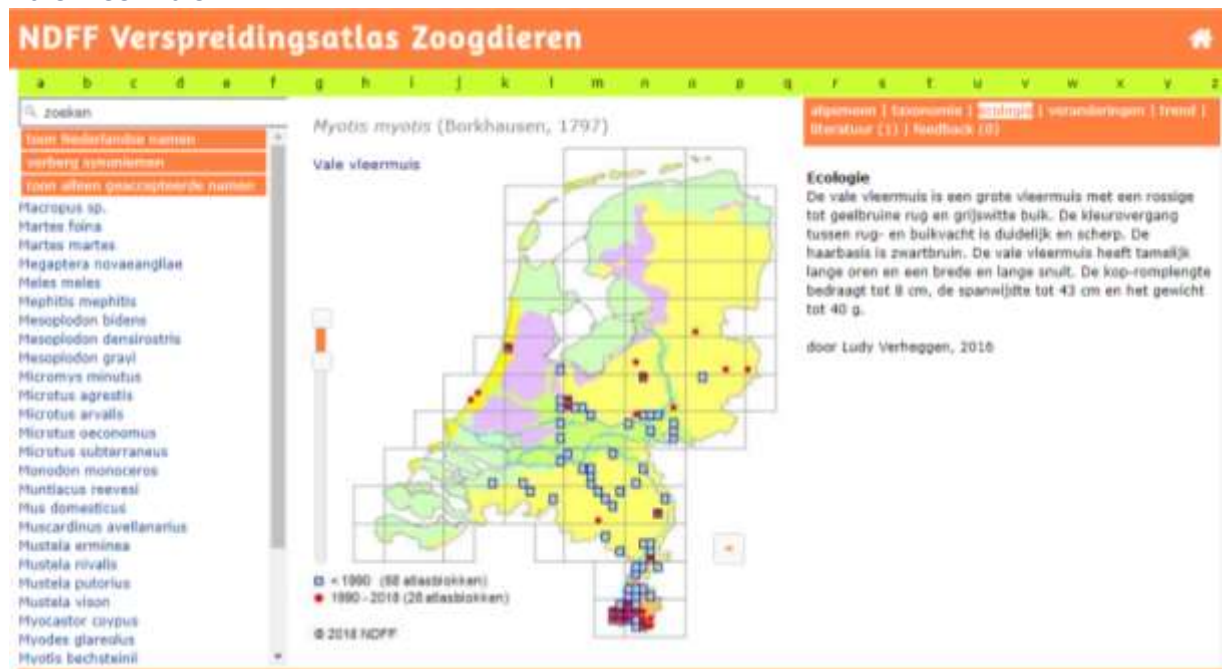 NDFF Verspreidingsatlas Zoogdieren
a b c d e f g h i j k l m n o p q r s t u v w x y z
zoeken
toon Nederlandse namen
verberg synoniemen
toon alleen geaccepteerde namen
Macropus sp.
Martes foina
Martes martes
Megaptera novaeangliae
Meles meles
Mephitis mephitis
Mesoplodon bidens
Mesoplodon densirostris
Mesoplodon grayi
Micromys minutus
Microtus agrestis
Microtus arvalis
Microtus oeconomus
Microtus subterraneus
Monodon monoceros
Muntiacus reevesi
Mus domesticus
Muscardinus avellanarius
Mustela erminea
Mustela nivalis
Mustela putorius
Mustela vison
Myocastor coypus
Myodes glareolus
Myotis bechsteinii
Myotis myotis (Borkhausen, 1797)
Vale vleermuis
< 1990 (68 atlasblokken)
1990 - 2018 (28 atlasblokken)
© 2018 NDFF
algemeen | taxonomie | ecologie | veranderingen | trend |
literatuur (1) | feedback (0)
Ecologie
De vale vleermuis is een grote vleermuis met een rossige
tot geelbruine rug en grijswitte buik. De kleurovergang
tussen rug- en buikvacht is duidelijk en scherp. De
haarbasis is zwartbruin. De vale vleermuis heeft tamelijk
lange oren en een brede en lange snuit. De kop-romplengte
bedraagt tot 8 cm, de spanwijdte tot 43 cm en het gewicht
tot 40 g.
door Ludy Verheggen, 2016